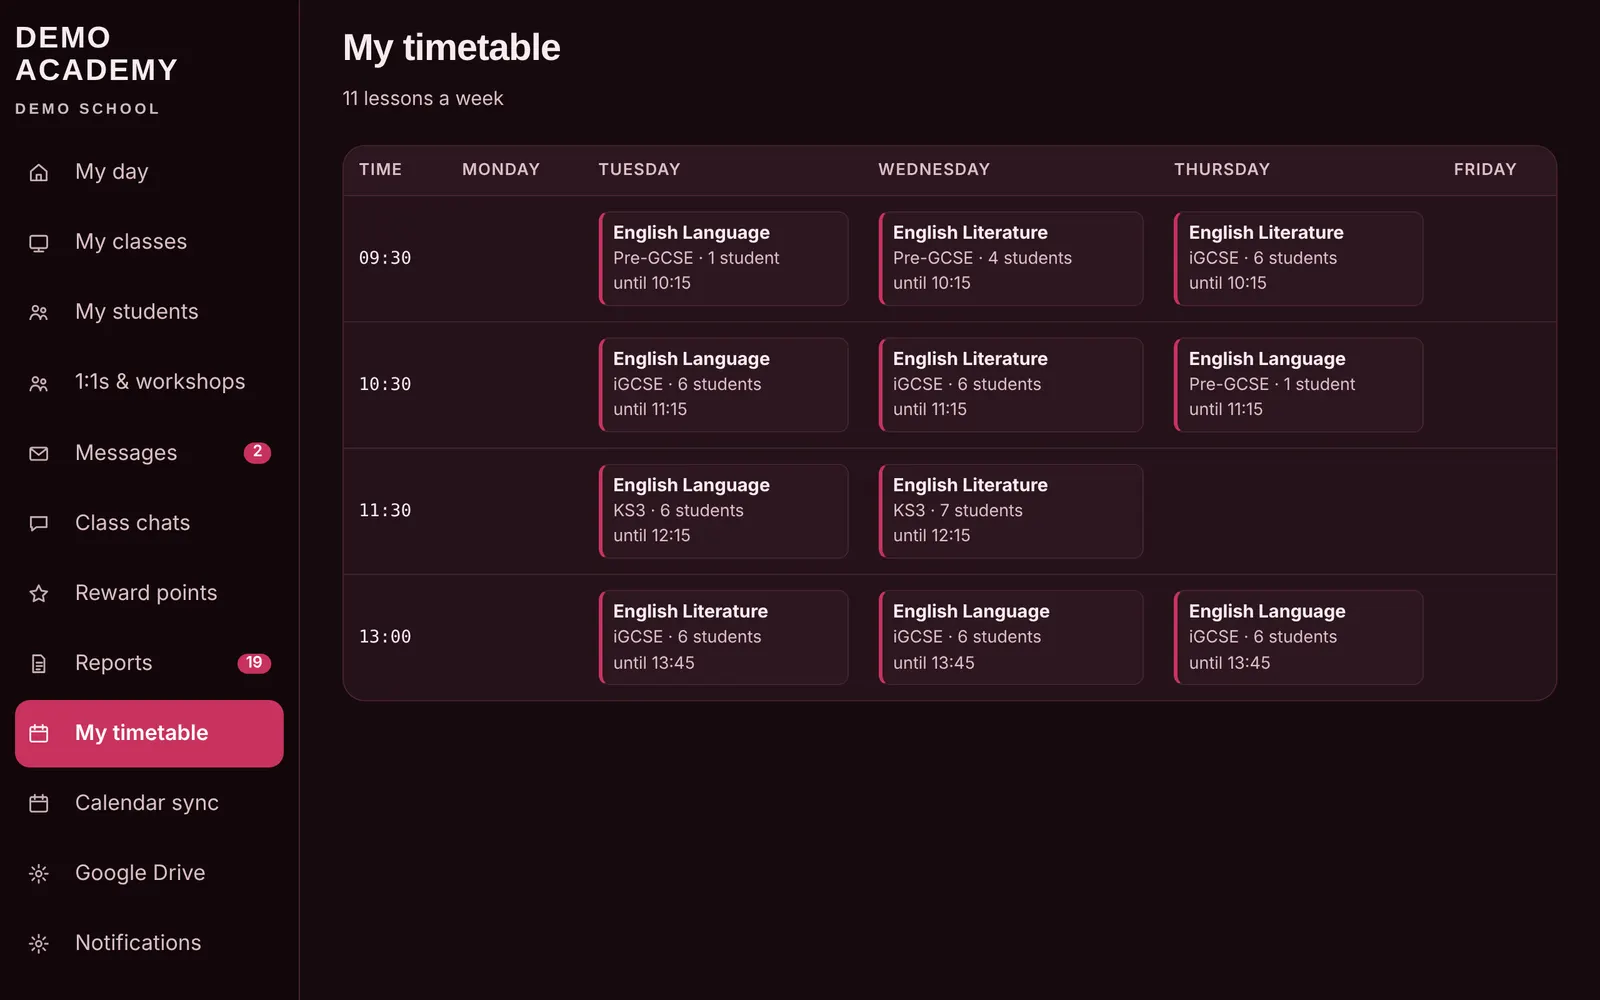 DEMO
ACADEMY
DEMO SCHOOL
My day
My classes
My students
1:1s & workshops
Messages 2
Class chats
Reward points
Reports 19
My timetable
Calendar sync
Google Drive
Notifications
My timetable
11 lessons a week
TIME MONDAY TUESDAY WEDNESDAY THURSDAY FRIDAY
09:30
English Language
Pre-GCSE · 1 student
until 10:15
English Literature
Pre-GCSE · 4 students
until 10:15
English Literature
iGCSE · 6 students
until 10:15
10:30
English Language
iGCSE · 6 students
until 11:15
English Literature
iGCSE · 6 students
until 11:15
English Language
Pre-GCSE · 1 student
until 11:15
11:30
English Language
KS3 · 6 students
until 12:15
English Literature
KS3 · 7 students
until 12:15
13:00
English Literature
iGCSE · 6 students
until 13:45
English Language
iGCSE · 6 students
until 13:45
English Language
iGCSE · 6 students
until 13:45